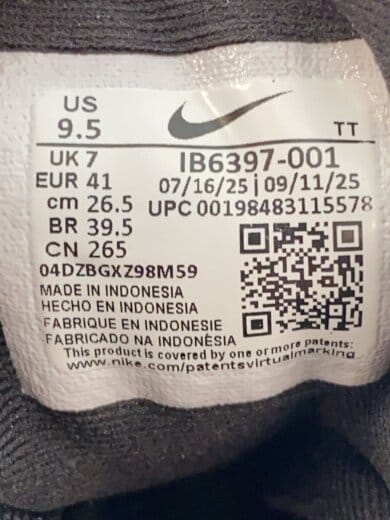 US
9.5
TT
UK 7
EUR 41
cm 26.5
BR 39.5
CN 265
IB6397-001
07/16/25 | 09/11/25
UPC 00198483115578
04DZBGXZ98M59
MADE IN INDONESIA
HECHO EN INDONESIA
FABRIQUE EN INDONESIE
FABRICADO NA INDONÈSIA
This product is covered by one or more patents:
www.nike.com/patentsvirtualmarking